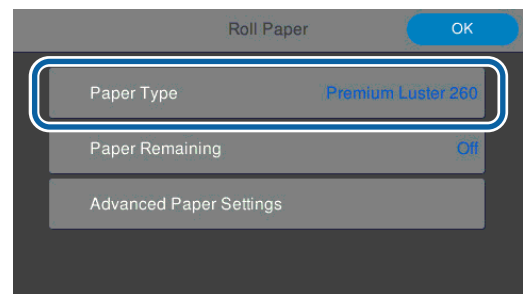 Roll Paper OK
Paper Type Premium Luster 260
Paper Remaining Off
Advanced Paper Settings